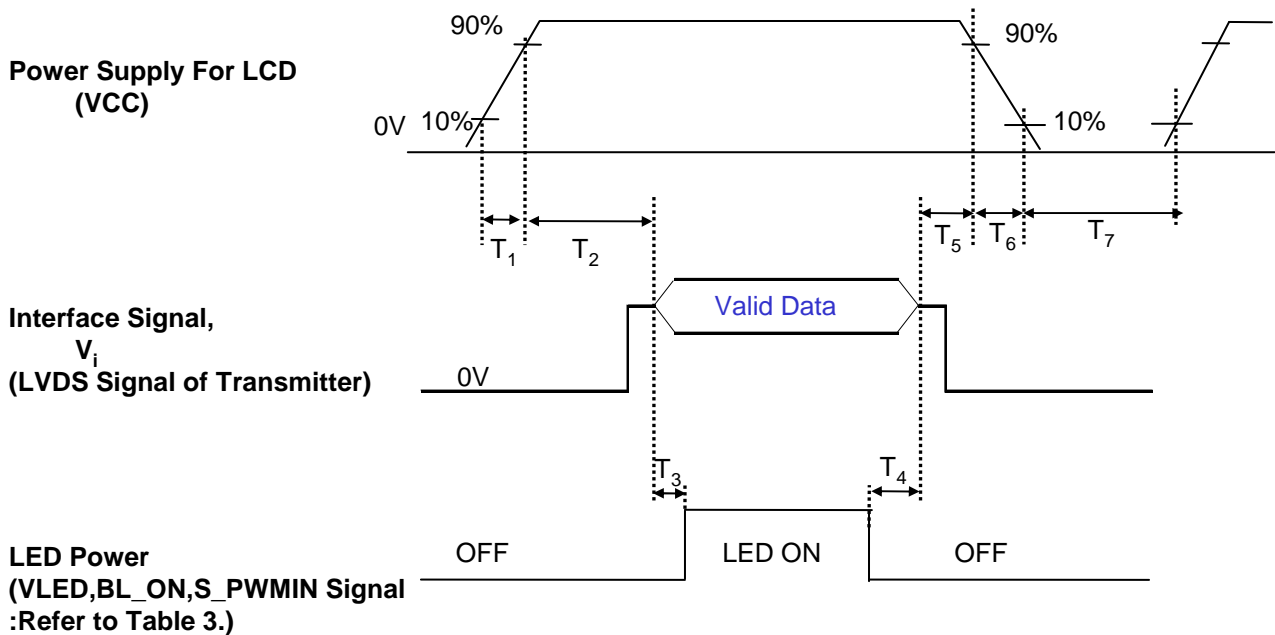 90%
90%
Power Supply For LCD
(VCC)
0V
10%
10%
T1
T2
T5
T6
T7
Interface Signal,
Vi
(LVDS Signal of Transmitter)
Valid Data
0V
T3
T4
LED Power
(VLED,BL_ON,S_PWMIN Signal
:Refer to Table 3.)
OFF
LED ON
OFF